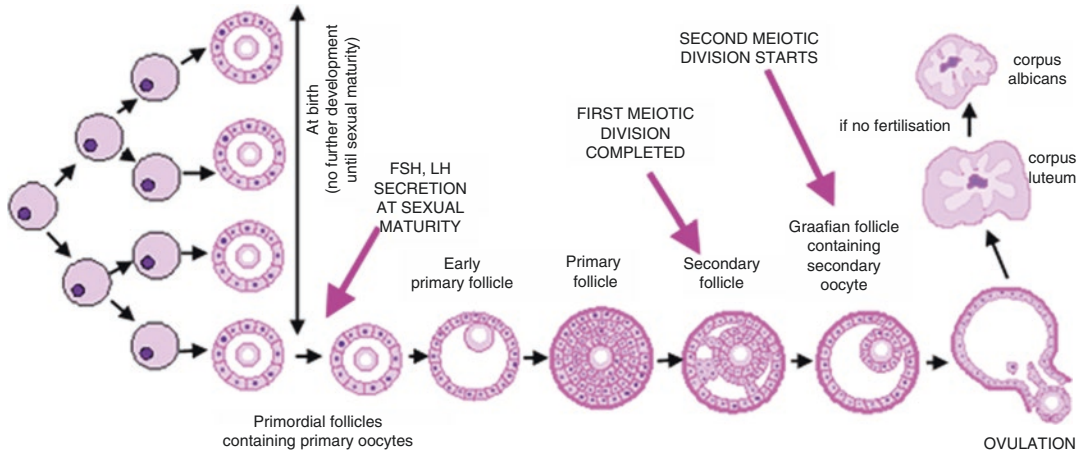 At birth
(no further development
until sexual maturity)
FSH, LH
SECRETION
AT SEXUAL
MATURITY
Primordial follicles
containing primary oocytes
Early
primary follicle
Primary
follicle
FIRST MEIOTIC
DIVISION
COMPLETED
Secondary
follicle
SECOND MEIOTIC
DIVISION STARTS
Graafian follicle
containing
secondary
oocyte
OVULATION
corpus
luteum
if no fertilisation
corpus
albicans